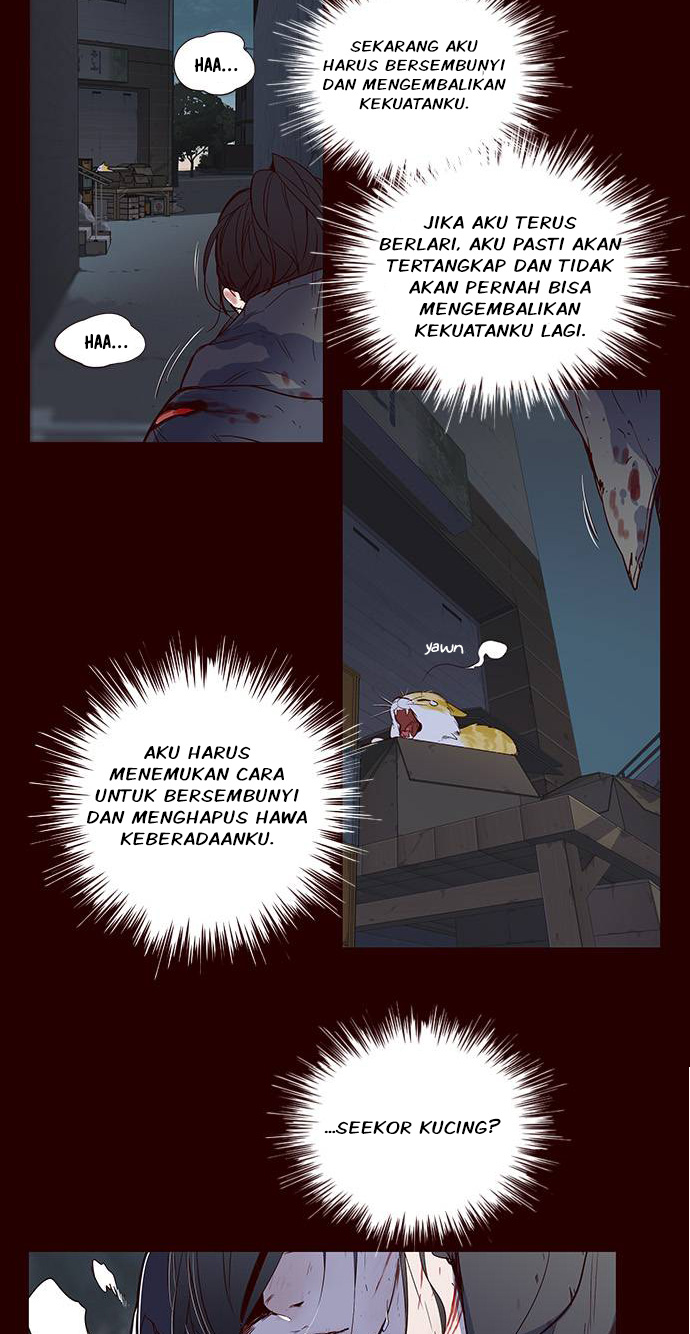 HAA...
SEKARANG AKU
HARUS BERSEMBUNYI
DAN MENGEMBALIKAN
KEKUATANKU.
JIKA AKU TERUS
BERLARI, AKU PASTI AKAN
TERTANGKAP DAN TIDAK
AKAN PERNAH BISA
MENGEMBALIKAN
KEKUATANKU LAGI.
HAA...
yawn
AKU HARUS
MENEMUKAN CARA
UNTUK BERSEMBUNYI
DAN MENGHAPUS HAWA
KEBERADAANKU.
...SEEKOR KUCING?